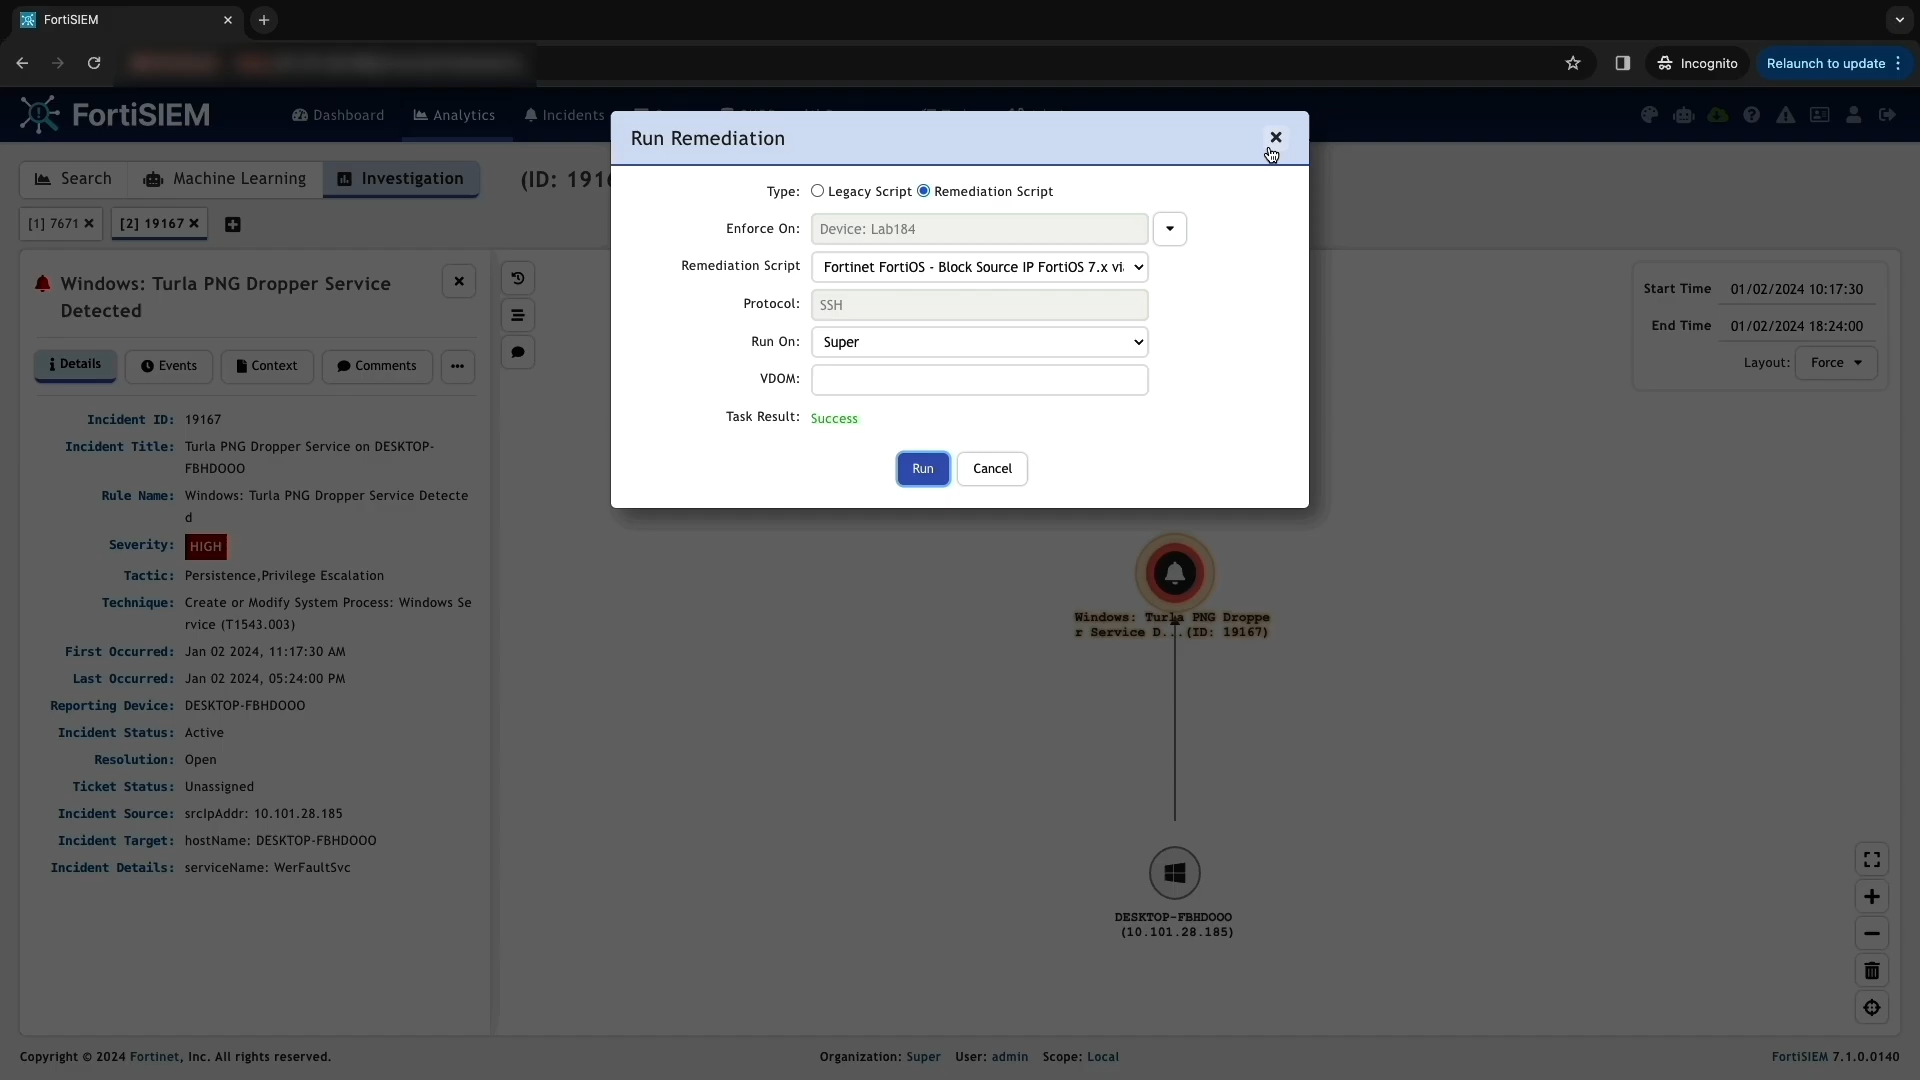 FortiSIEM
Incognito
Relaunch to update
FortiSIEM
Dashboard
Analytics
Incidents
Run Remediation
Search
Machine Learning
Investigation
(ID: 1916
[1] 7671
[2] 19167
Type: Legacy Script Remediation Script
Enforce On: Device: Lab184
Remediation Script Fortinet FortiOS - Block Source IP FortiOS 7.x vi
Protocol: SSH
Run On: Super
VDOM:
Task Result: Success
Run Cancel
Windows: Turla PNG Dropper Service
Detected
Details
Events
Context
Comments
Incident ID: 19167
Incident Title: Turla PNG Dropper Service on DESKTOP-
FBHDOOO
Rule Name: Windows: Turla PNG Dropper Service Detecte
d
Severity: HIGH
Tactic: Persistence,Privilege Escalation
Technique: Create or Modify System Process: Windows Se
rvice (T1543.003)
First Occurred: Jan 02 2024, 11:17:30 AM
Last Occurred: Jan 02 2024, 05:24:00 PM
Reporting Device: DESKTOP-FBHDOOO
Incident Status: Active
Resolution: Open
Ticket Status: Unassigned
Incident Source: srcIpAddr: 10.101.28.185
Incident Target: hostName: DESKTOP-FBHDOOO
Incident Details: serviceName: WerFaultSvc
Start Time 01/02/2024 10:17:30
End Time 01/02/2024 18:24:00
Layout: Force
Windows: Turla PNG Droppe
r Service D...(ID: 19167)
DESKTOP-FBHDOOO
(10.101.28.185)
Copyright © 2024 Fortinet, Inc. All rights reserved.
Organization: Super User: admin Scope: Local
FortiSIEM 7.1.0.0140